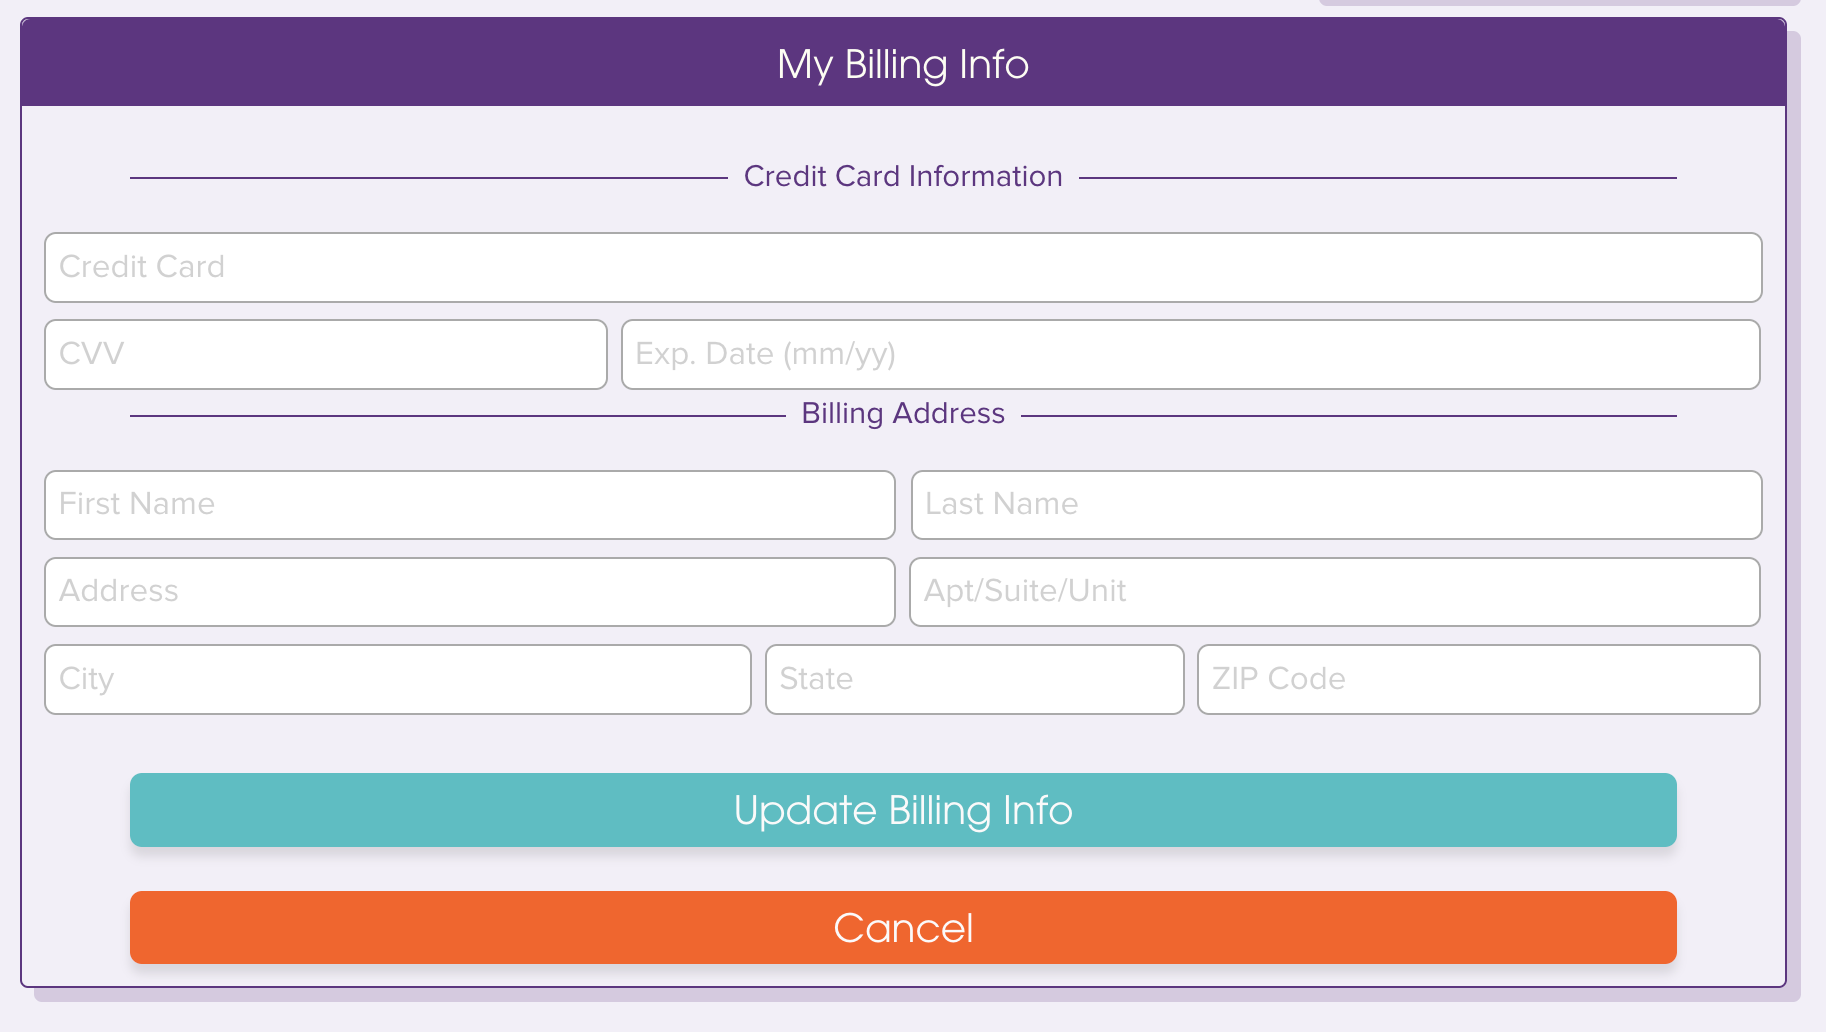 My Billing Info
Credit Card Information
Credit Card
CVV Exp. Date (mm/yy)
Billing Address
First Name Last Name
Address Apt/Suite/Unit
City State ZIP Code
Update Billing Info
Cancel